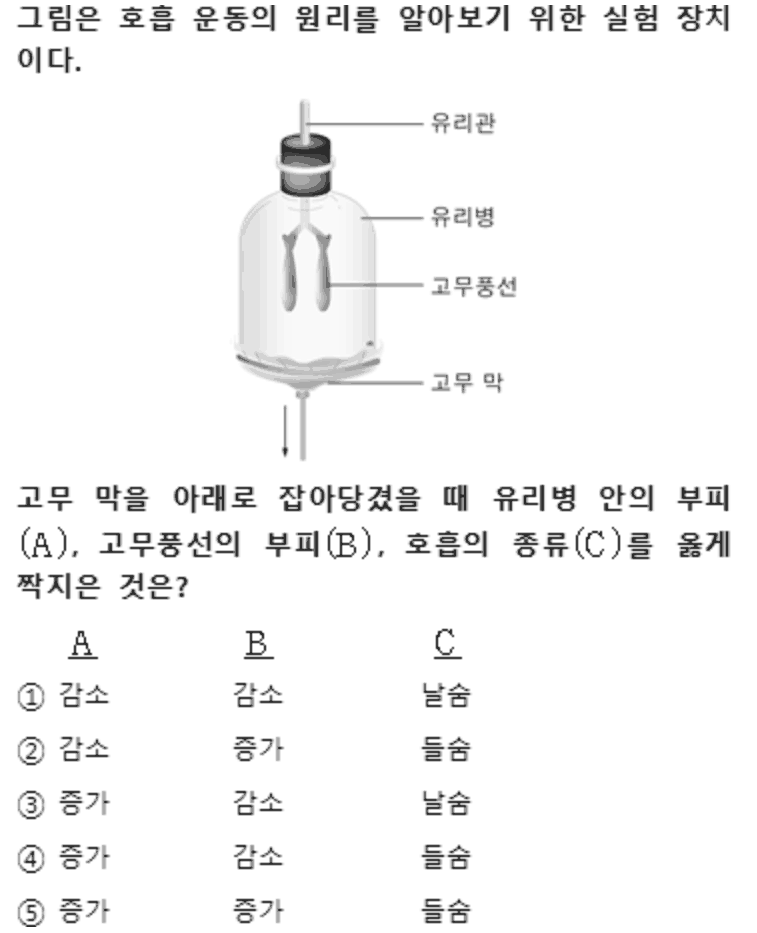 그림은 호흡 운동의 원리를 알아보기 위한 실험 장치
이다.
유리관
유리병
고무풍선
고무 막
고무 막을 아래로 잡아당겼을 때 유리병 안의 부피
(A), 고무풍선의 부피(B), 호흡의 종류(C)를 옳게
짝지은 것은?
A B C
① 감소 감소 날숨
② 감소 증가 들숨
③ 증가 감소 날숨
④ 증가 감소 들숨
⑤ 증가 증가 들숨